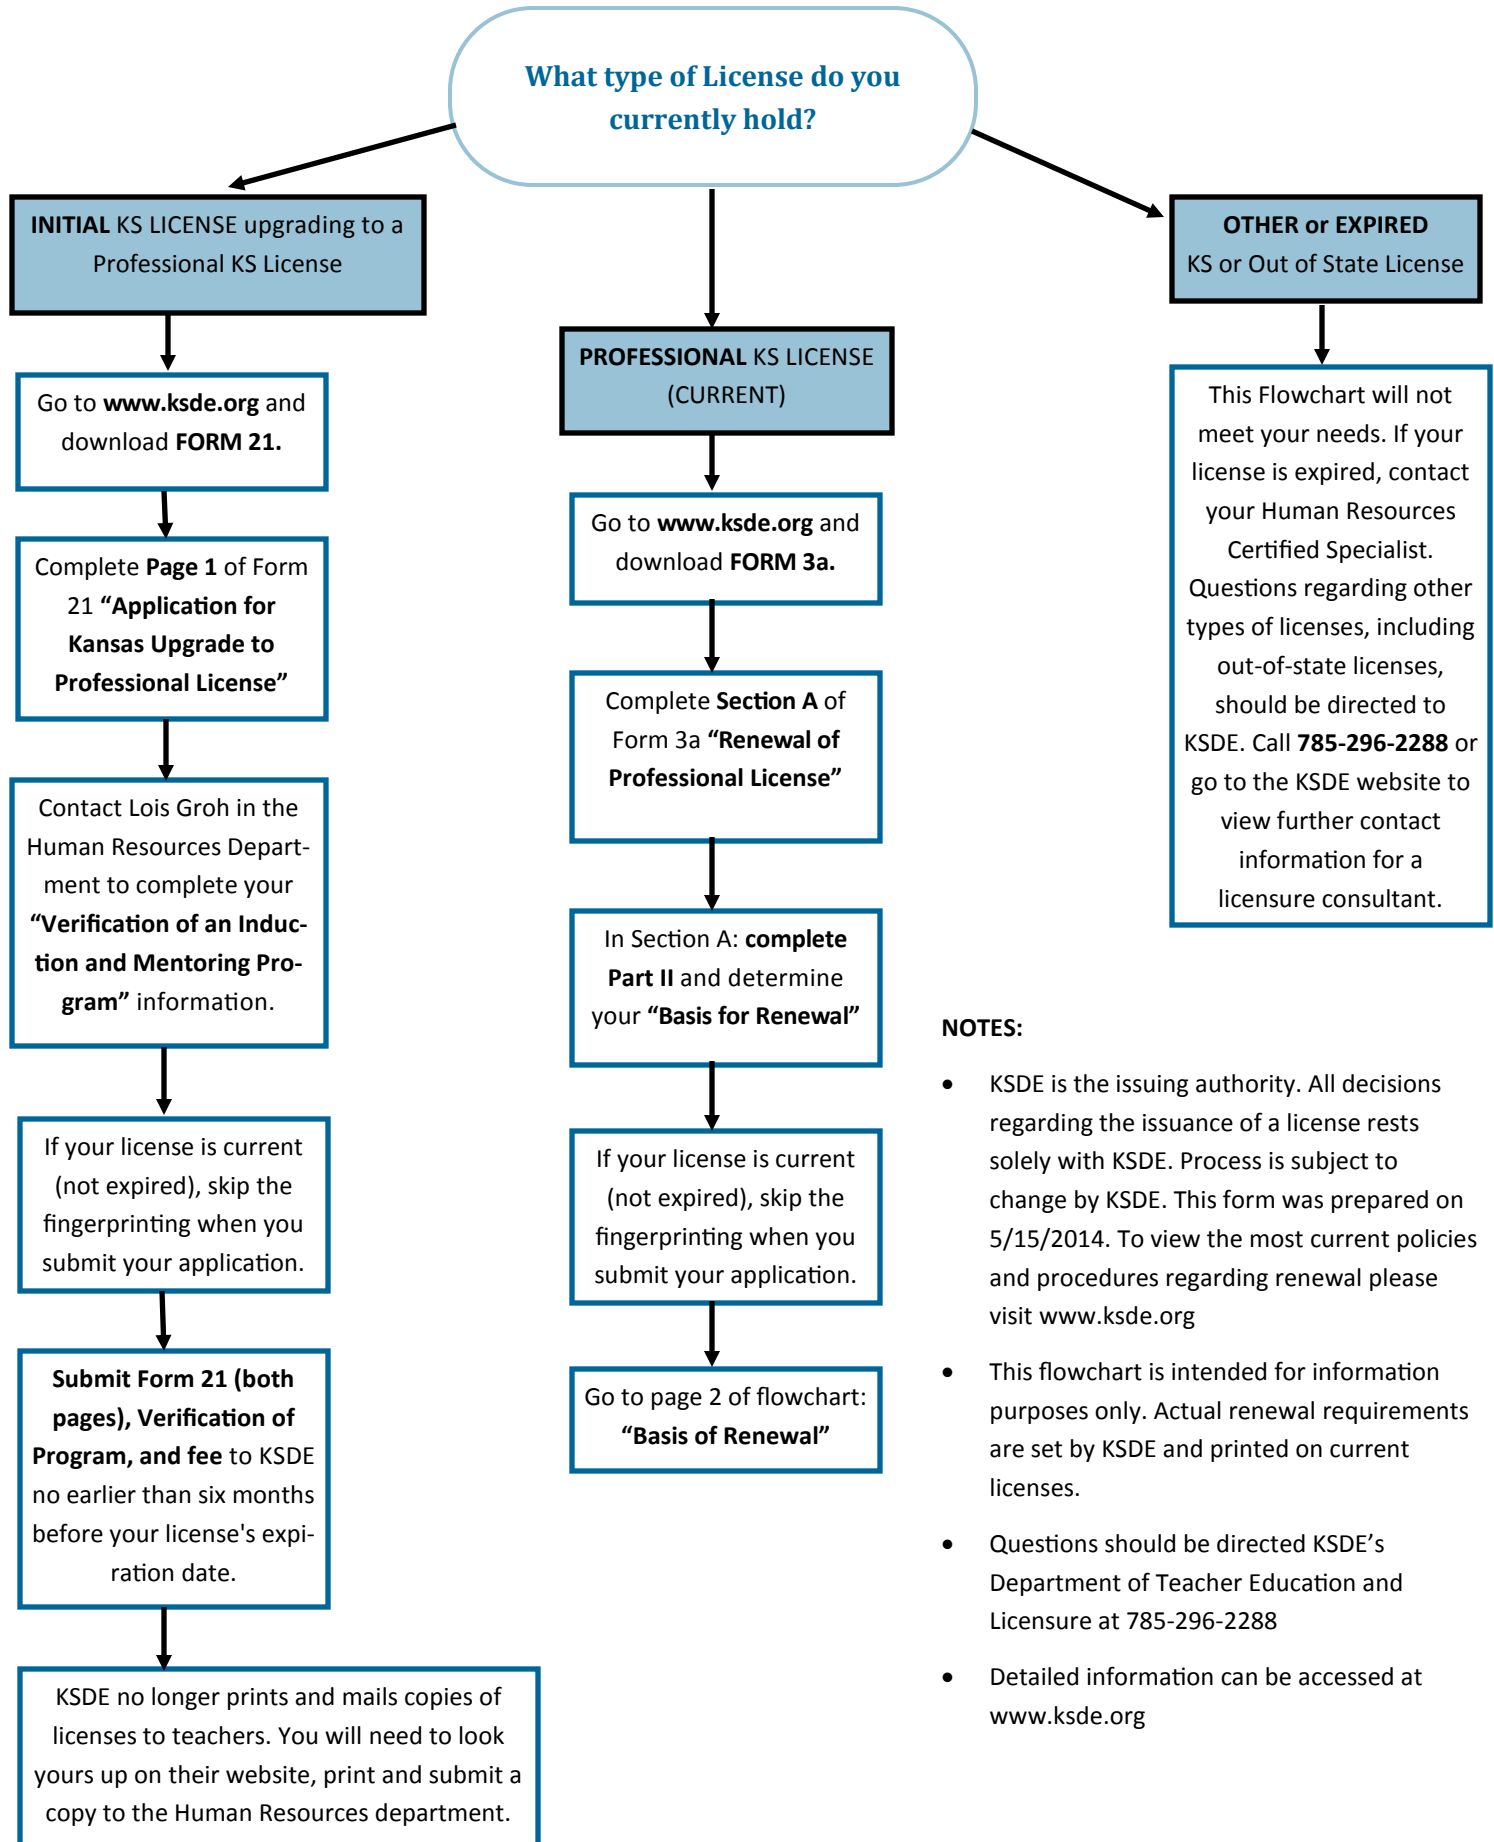 What type of License do you
currently hold?
INITIAL KS LICENSE upgrading to a
Professional KS License
Go to www.ksde.org and
download FORM 21.
Complete Page 1 of Form
21 “Application for
Kansas Upgrade to
Professional License”
Contact Lois Groh in the
Human Resources Depart-
ment to complete your
“Verification of an Induc-
tion and Mentoring Pro-
gram” information.
If your license is current
(not expired), skip the
fingerprinting when you
submit your application.
Submit Form 21 (both
pages), Verification of
Program, and fee to KSDE
no earlier than six months
before your license's expi-
ration date.
KSDE no longer prints and mails copies of
licenses to teachers. You will need to look
yours up on their website, print and submit a
copy to the Human Resources department.
PROFESSIONAL KS LICENSE
(CURRENT)
Go to www.ksde.org and
download FORM 3a.
Complete Section A of
Form 3a “Renewal of
Professional License”
In Section A: complete
Part II and determine
your “Basis for Renewal”
If your license is current
(not expired), skip the
fingerprinting when you
submit your application.
Go to page 2 of flowchart:
“Basis of Renewal”
OTHER or EXPIRED
KS or Out of State License
This Flowchart will not
meet your needs. If your
license is expired, contact
your Human Resources
Certified Specialist.
Questions regarding other
types of licenses, including
out-of-state licenses,
should be directed to
KSDE. Call 785-296-2288 or
go to the KSDE website to
view further contact
information for a
licensure consultant.
NOTES:
• KSDE is the issuing authority. All decisions
regarding the issuance of a license rests
solely with KSDE. Process is subject to
change by KSDE. This form was prepared on
5/15/2014. To view the most current policies
and procedures regarding renewal please
visit www.ksde.org
• This flowchart is intended for information
purposes only. Actual renewal requirements
are set by KSDE and printed on current
licenses.
• Questions should be directed KSDE’s
Department of Teacher Education and
Licensure at 785-296-2288
• Detailed information can be accessed at
www.ksde.org